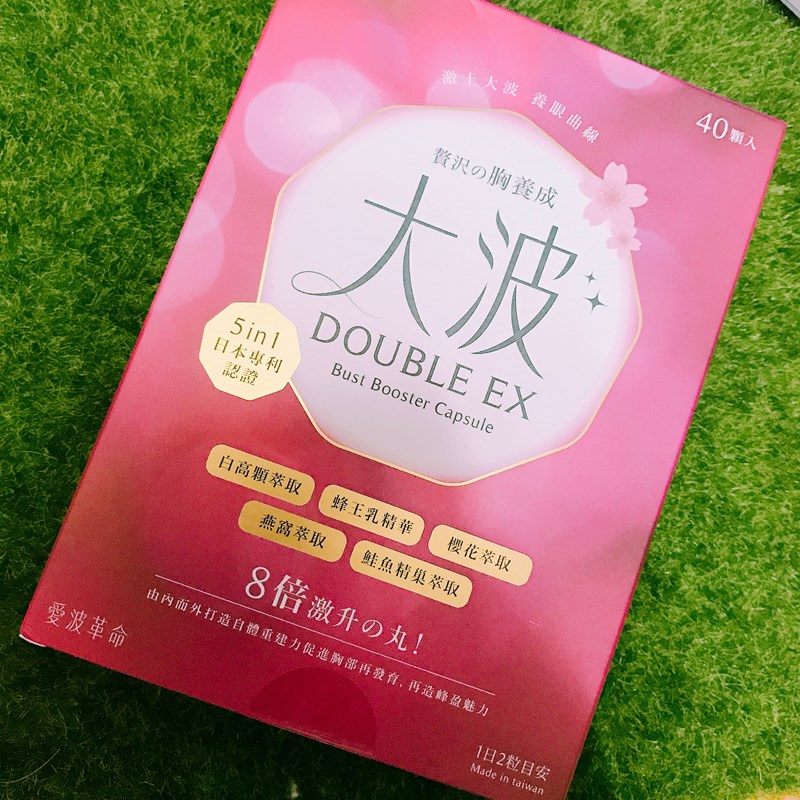 激上大波 養眼曲線
40顆入
贅沢の胸養成
大波
DOUBLE EX
Bust Booster Capsule
5in1
日本專利
認證
白高顆萃取
蜂王乳精華
櫻花萃取
燕窩萃取
鮭魚精巢萃取
8倍激升の丸!
由內而外打造自體重建力促進胸部再發育,再造峰盈魅力
愛波革命
1日2粒目安
Made in taiwan